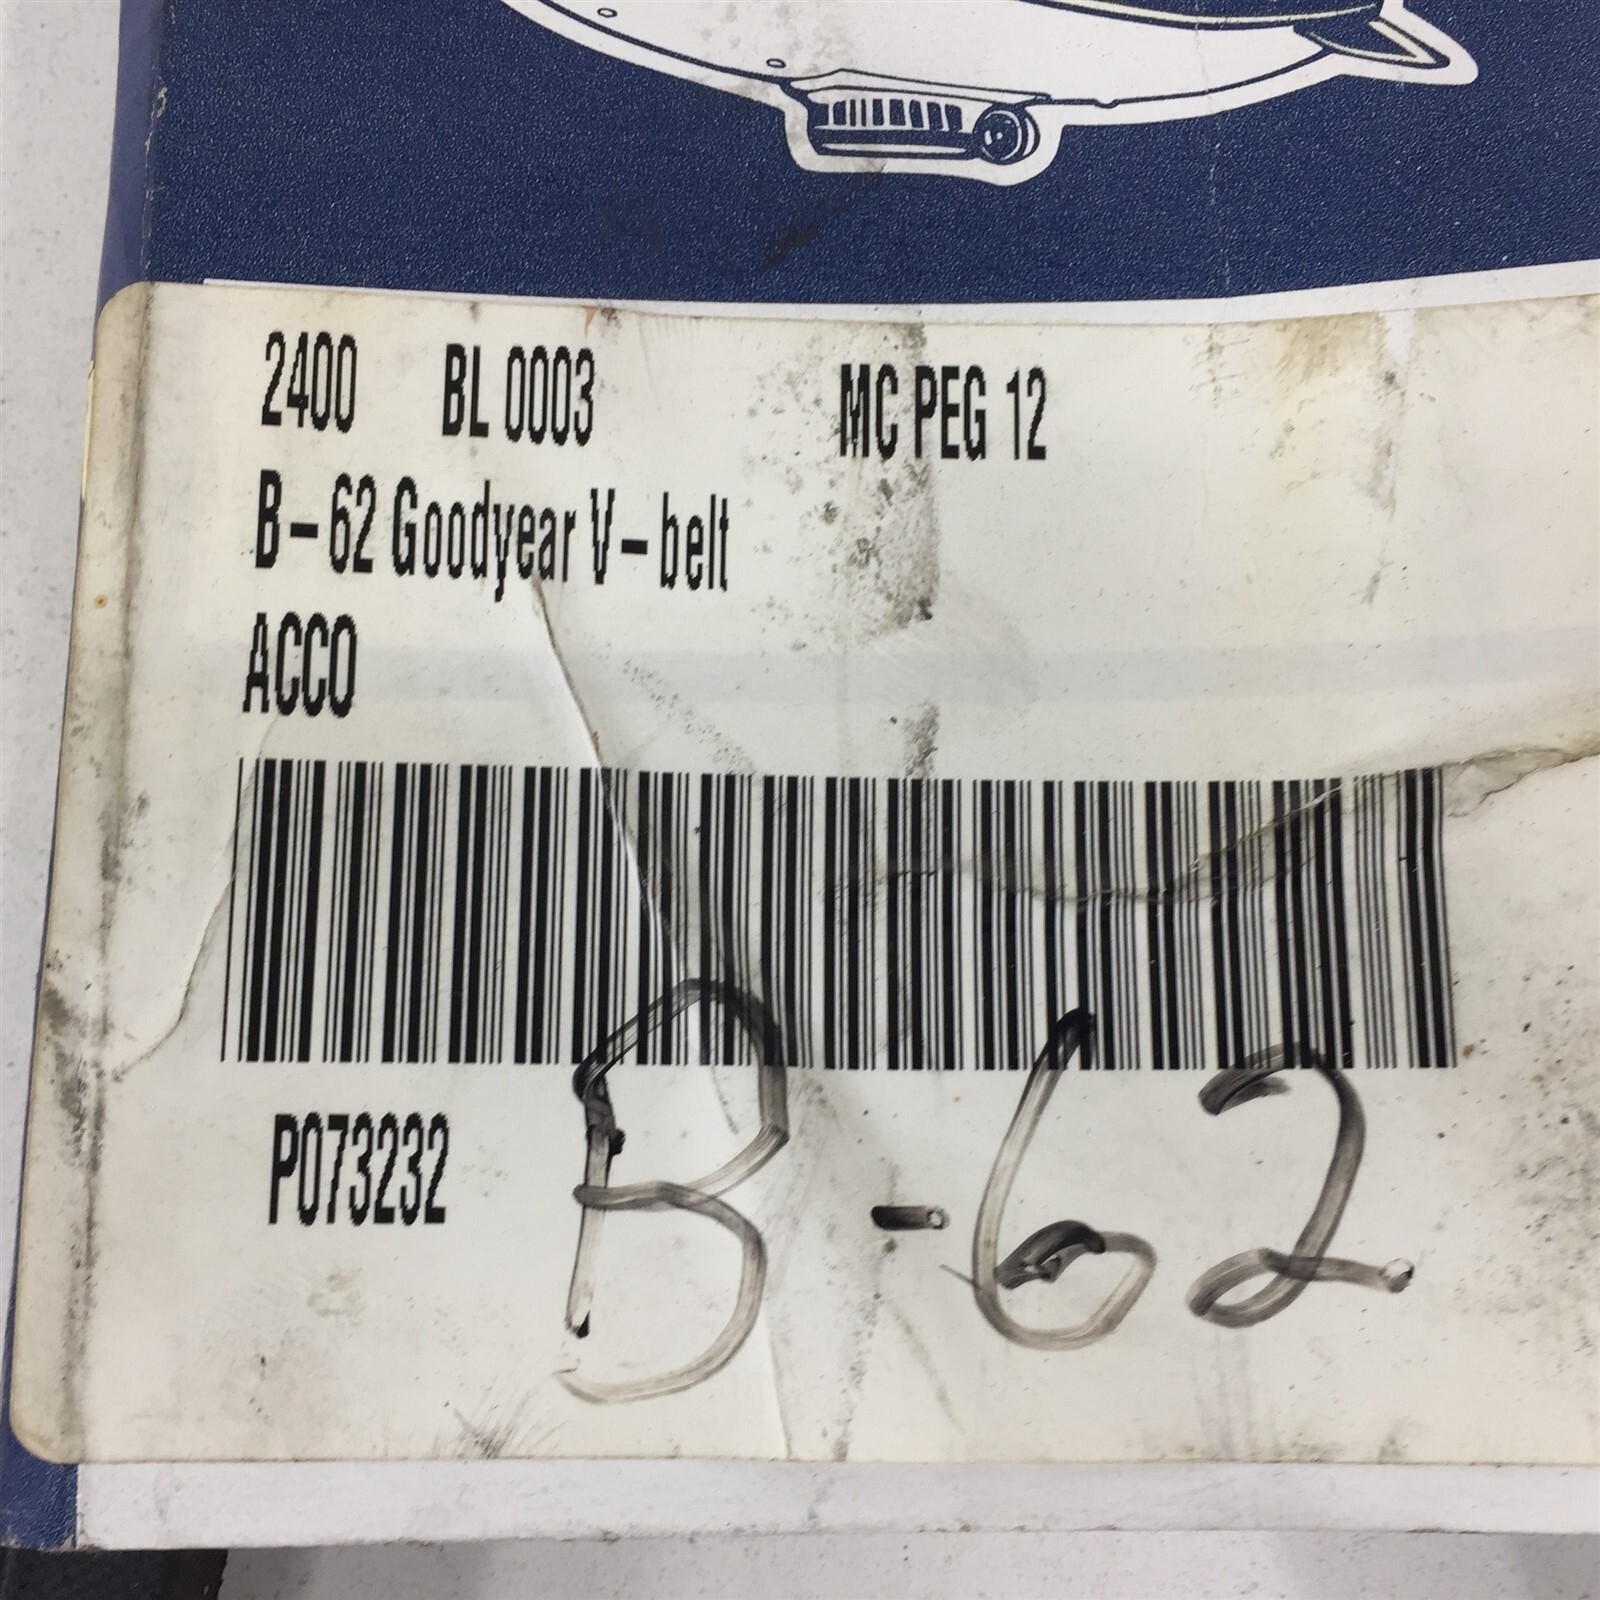 2400 BL 0003 MC PEG 12
B-62 Goodyear V-belt
ACCO
P073232
B-62